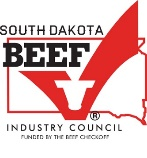 SOUTH DAKOTA
BEEF
®
INDUSTRY COUNCIL
FUNDED BY THE BEEF CHECKOFF